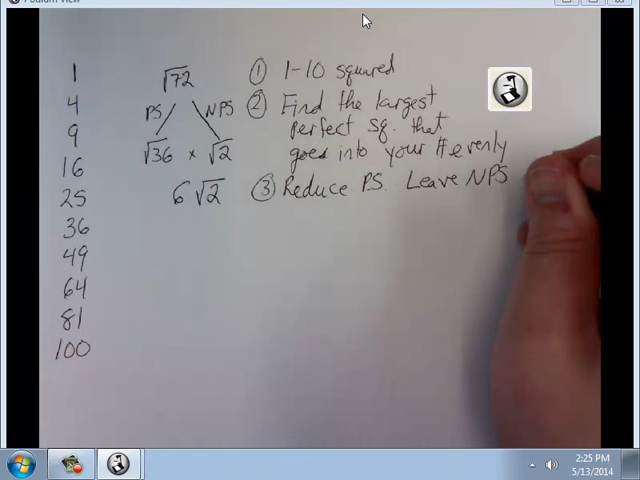 Podium View
1
4
9
16
25
36
49
64
81
100
√72
PS NPS
√36 × √2
6√2
① 1-10 squared
② Find the largest
perfect sq. that
goes into your # evenly
③ Reduce P.S. Leave NPS
2:25 PM
5/13/2014